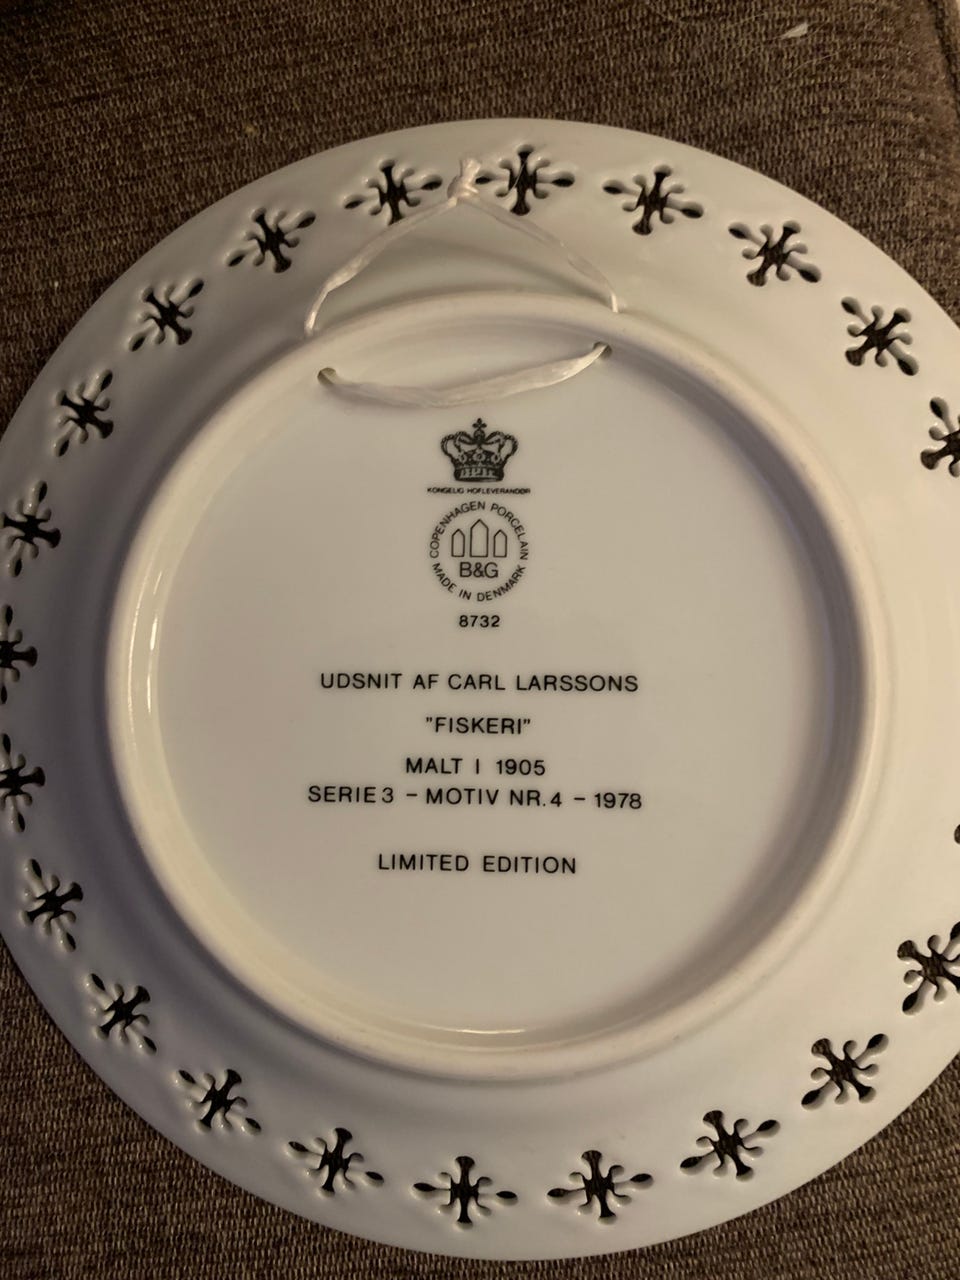 KONGELIG HOFLEVERANDØR
COPENHAGEN PORCELAIN
B&G
MADE IN DENMARK
8732
UDSNIT AF CARL LARSSONS
"FISKERI"
MALT I 1905
SERIE 3 - MOTIV NR. 4 - 1978
LIMITED EDITION